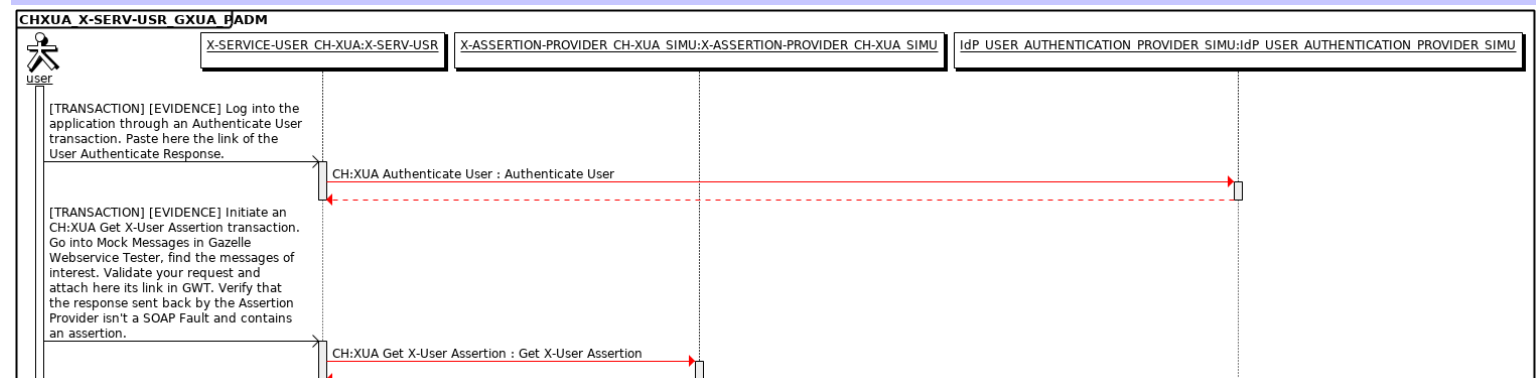 CHXUA_X-SERV-USR_GXUA_PADM
X-SERVICE-USER_CH-XUA:X-SERV-USR
X-ASSERTION-PROVIDER_CH-XUA_SIMU:X-ASSERTION-PROVIDER_CH-XUA_SIMU
IdP_USER_AUTHENTICATION_PROVIDER_SIMU:IdP_USER_AUTHENTICATION_PROVIDER_SIMU
user
[TRANSACTION] [EVIDENCE] Log into the
application through an Authenticate User
transaction. Paste here the link of the
User Authenticate Response.
CH:XUA Authenticate User : Authenticate User
[TRANSACTION] [EVIDENCE] Initiate an
CH:XUA Get X-User Assertion transaction.
Go into Mock Messages in Gazelle
Webservice Tester, find the messages of
interest. Validate your request and
attach here its link in GWT. Verify that
the response sent back by the Assertion
Provider isn't a SOAP Fault and contains
an assertion.
CH:XUA Get X-User Assertion : Get X-User Assertion